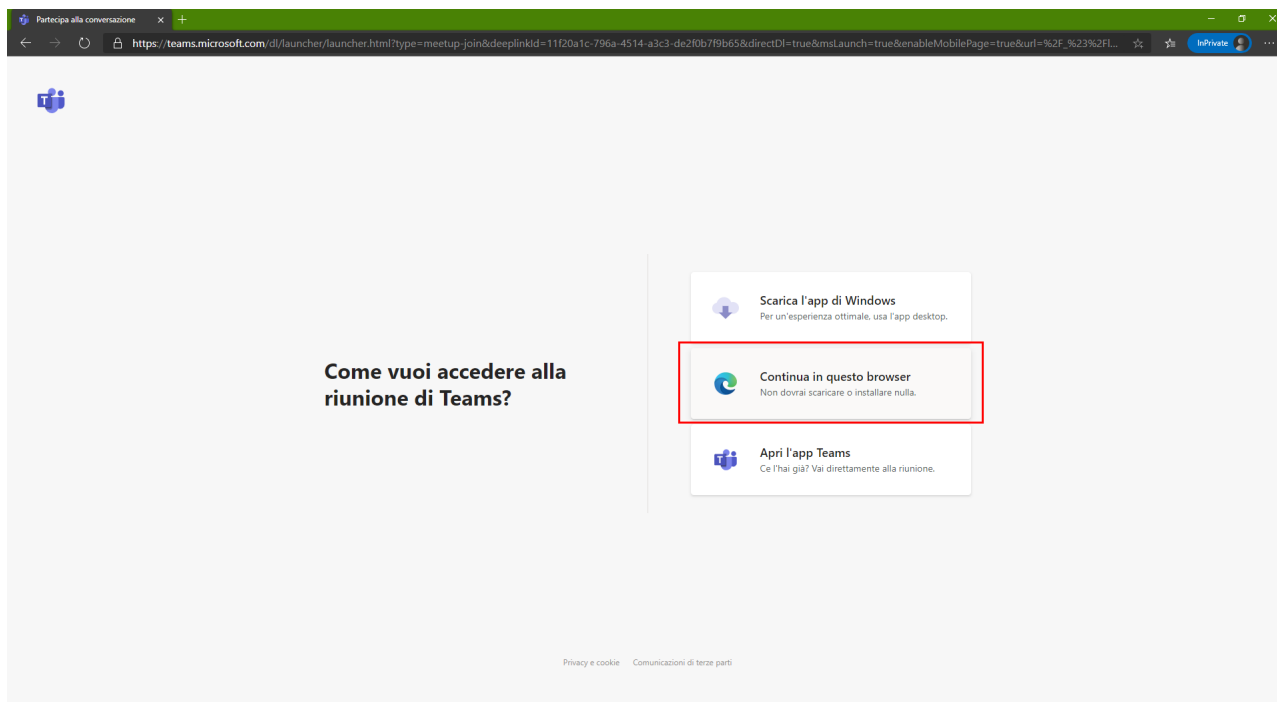 Partecipa alla conversazione
https://teams.microsoft.com/dl/launcher/launcher.html?type=meetup-join&deeplinkId=11f20a1c-796a-4514-a3c3-de2f0b7f9b65&directDl=true&msLaunch=true&enableMobilePage=true&url=%2F_%23%2Fl...
InPrivate
Scarica l'app di Windows
Per un'esperienza ottimale, usa l'app desktop.
Come vuoi accedere alla
riunione di Teams?
Continua in questo browser
Non dovrai scaricare o installare nulla.
Apri l'app Teams
Ce l'hai già? Vai direttamente alla riunione.
Privacy e cookie Comunicazioni di terze parti